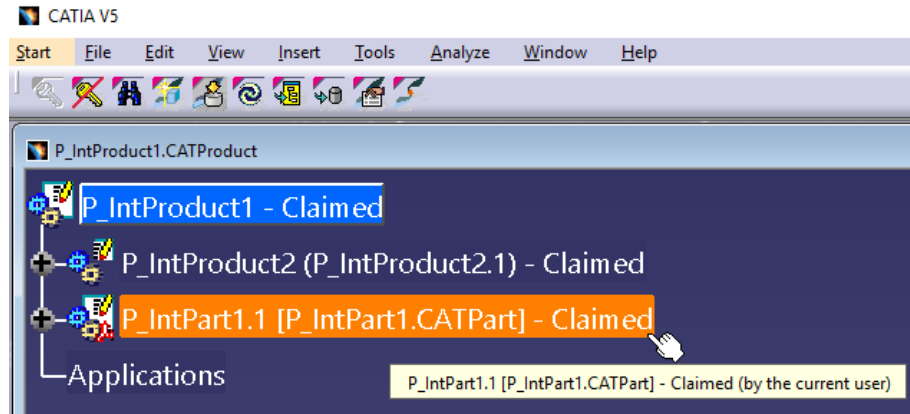 CATIA V5
Start File Edit View Insert Tools Analyze Window Help
P_IntProduct1.CATProduct
P_IntProduct1 - Claimed
P_IntProduct2 (P_IntProduct2.1) - Claimed
P_IntPart1.1 [P_IntPart1.CATPart] - Claimed
Applications
P_IntPart1.1 [P_IntPart1.CATPart] - Claimed (by the current user)